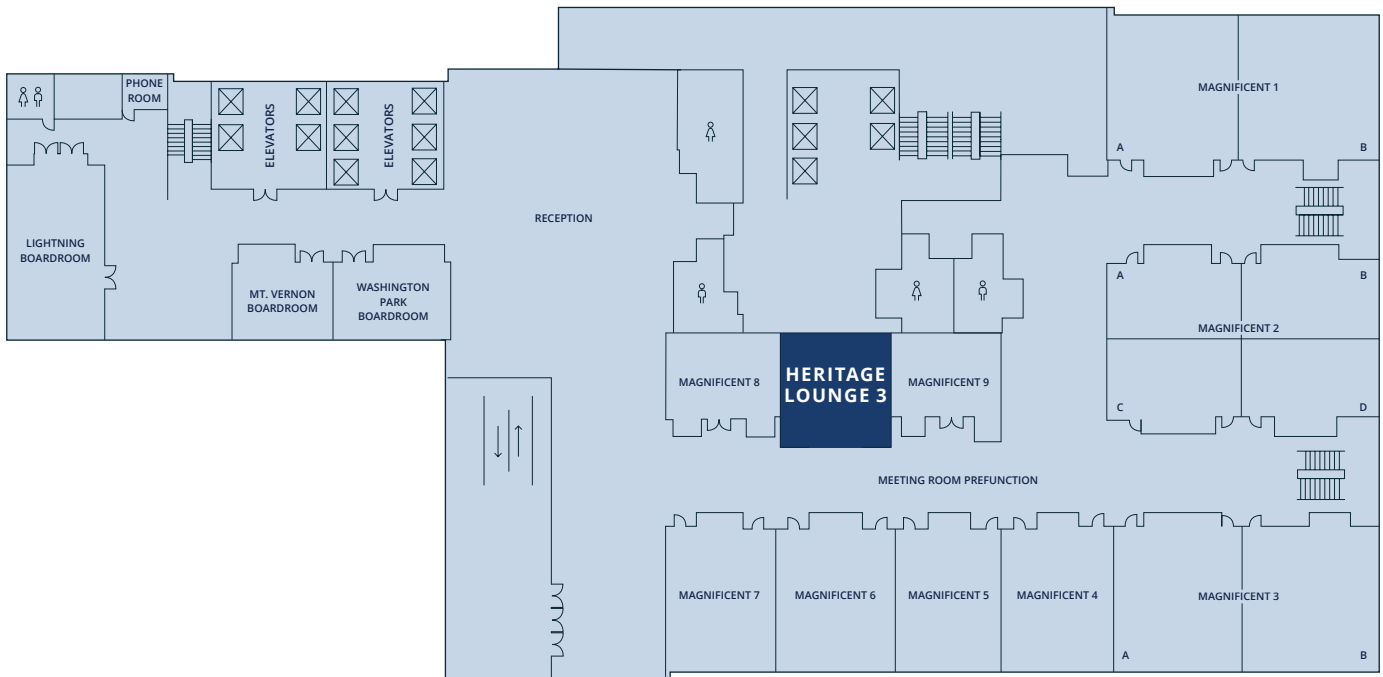 PHONE
ROOM
ELEVATORS
ELEVATORS
MAGNIFICENT 1
A
B
RECEPTION
LIGHTNING
BOARDROOM
MT. VERNON
BOARDROOM
WASHINGTON
PARK
BOARDROOM
A
B
MAGNIFICENT 2
C
D
MAGNIFICENT 8
HERITAGE
LOUNGE 3
MAGNIFICENT 9
MEETING ROOM PREFUNCTION
MAGNIFICENT 7
MAGNIFICENT 6
MAGNIFICENT 5
MAGNIFICENT 4
MAGNIFICENT 3
A
B